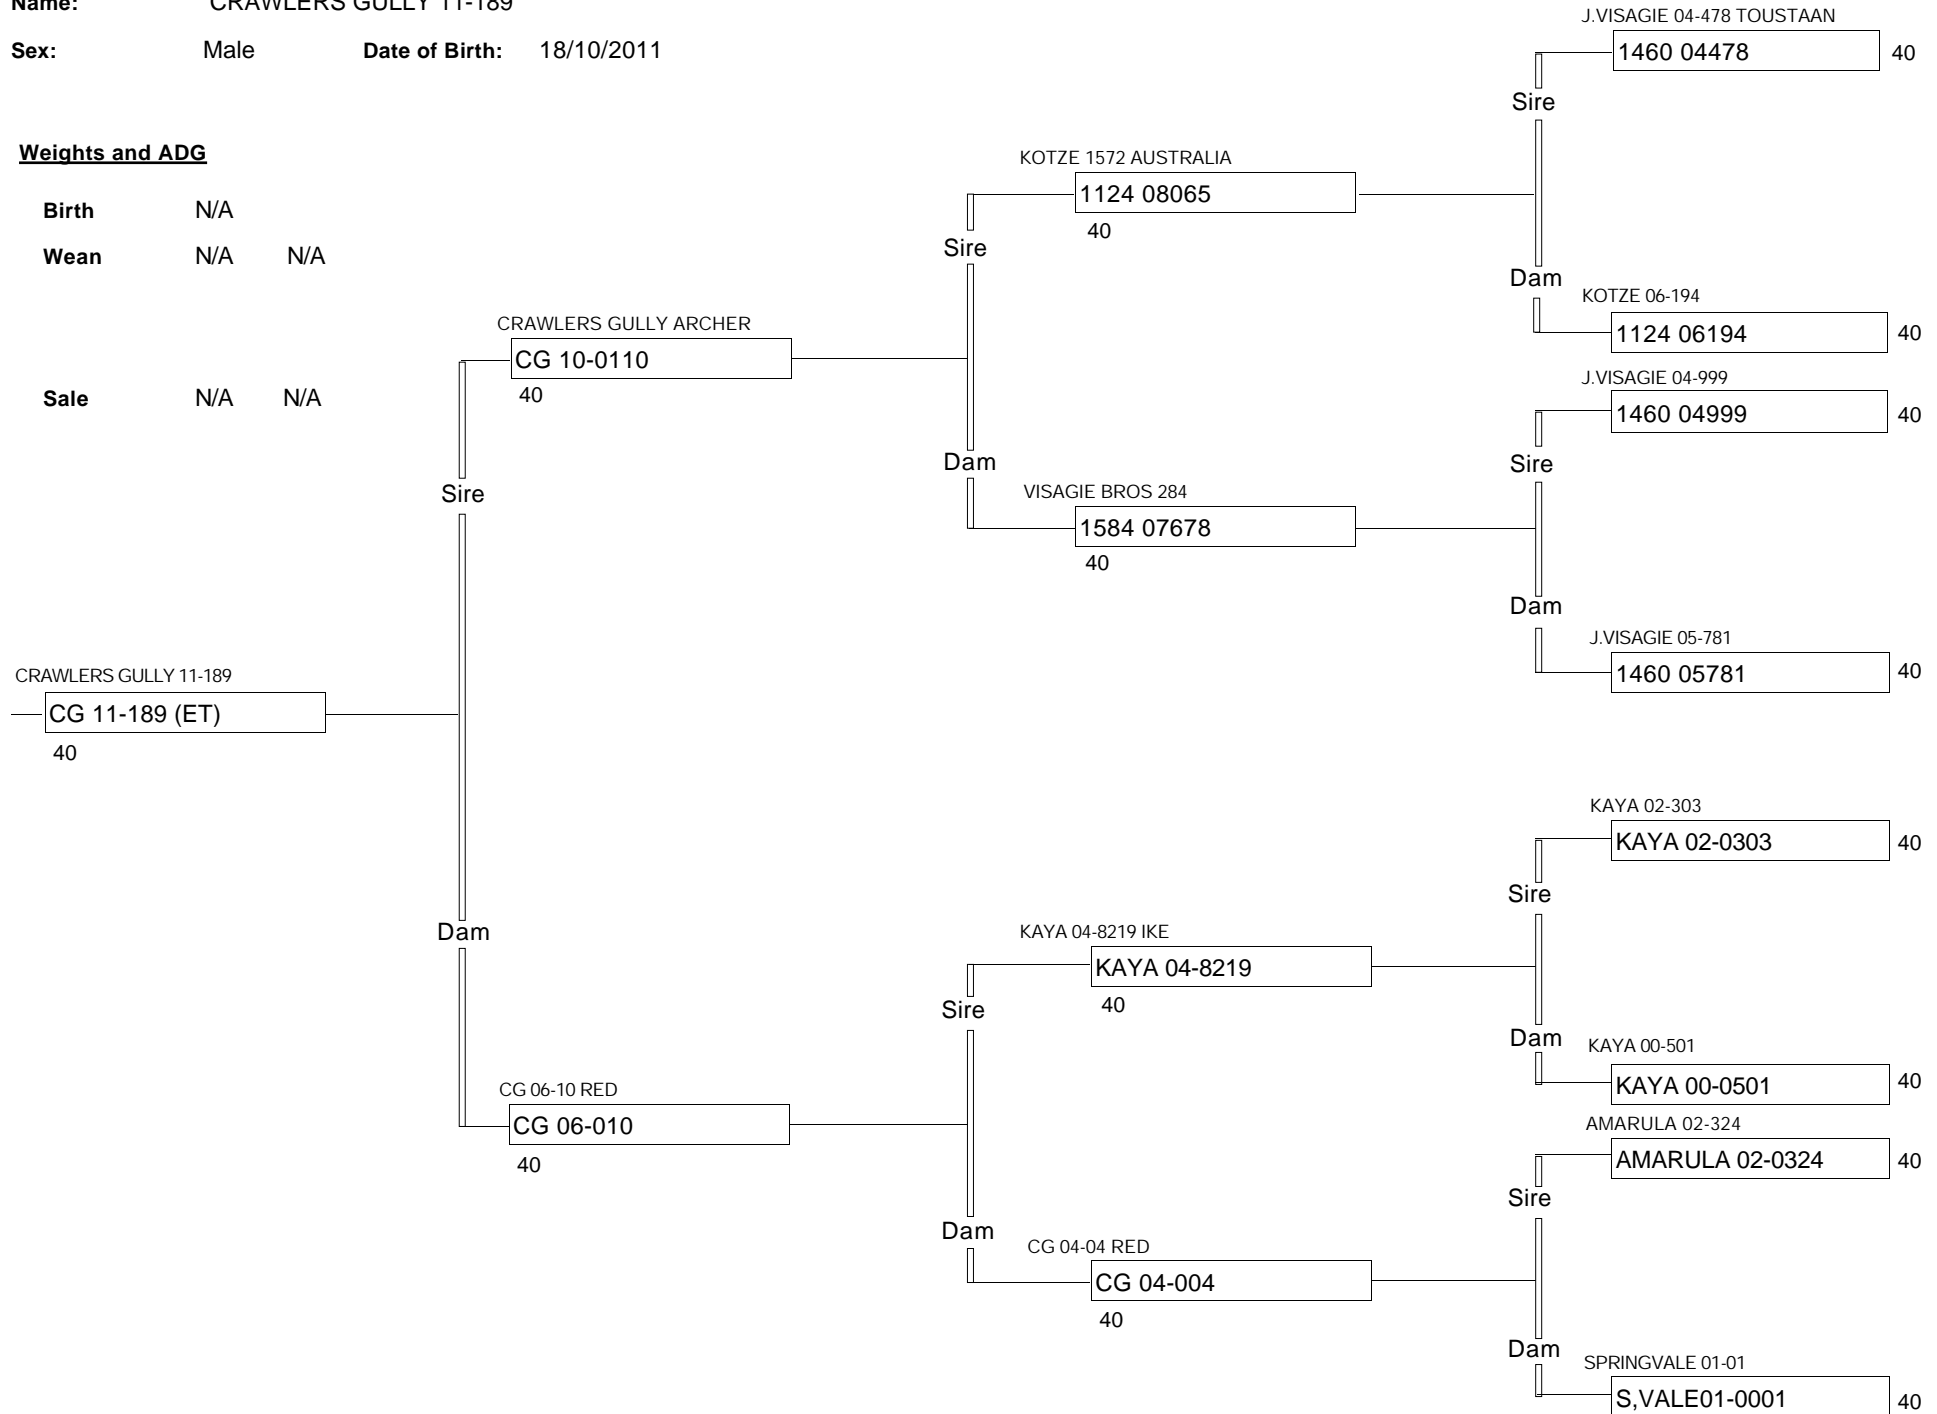 Name: CRAWLERS GULLY 11-189
Sex: Male Date of Birth: 18/10/2011
Weights and ADG
Birth N/A
Wean N/A N/A
Sale N/A N/A
CRAWLERS GULLY 11-189
CG 11-189 (ET)
40
Sire
CRAWLERS GULLY ARCHER
CG 10-0110
40
Dam
CG 06-10 RED
CG 06-010
40
Sire
KOTZE 1572 AUSTRALIA
1124 08065
40
Dam
VISAGIE BROS 284
1584 07678
40
Sire
KAYA 04-8219 IKE
KAYA 04-8219
40
Dam
CG 04-04 RED
CG 04-004
40
J.VISAGIE 04-478 TOUSTAAN
1460 04478 40
Sire
Dam
KOTZE 06-194
1124 06194 40
J.VISAGIE 04-999
1460 04999 40
Sire
Dam
J.VISAGIE 05-781
1460 05781 40
KAYA 02-303
KAYA 02-0303 40
Sire
Dam
KAYA 00-501
KAYA 00-0501 40
AMARULA 02-324
AMARULA 02-0324 40
Sire
Dam
SPRINGVALE 01-01
S,VALE01-0001 40